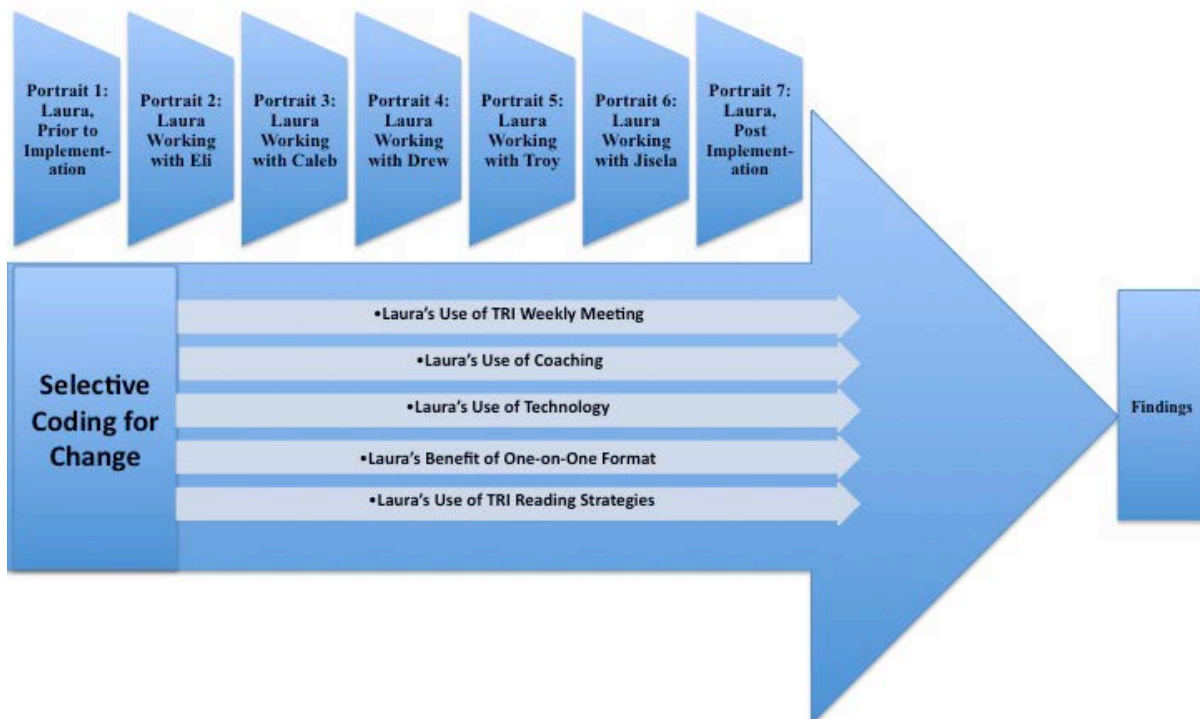 Portrait 1:
Laura,
Prior to
Implement-
ation
Portrait 2:
Laura
Working
with Eli
Portrait 3:
Laura
Working
with Caleb
Portrait 4:
Laura
Working
with Drew
Portrait 5:
Laura
Working
with Troy
Portrait 6:
Laura
Working
with Jisela
Portrait 7:
Laura,
Post
Implement-
ation
Selective
Coding for
Change
•Laura's Use of TRI Weekly Meeting
•Laura's Use of Coaching
•Laura's Use of Technology
•Laura's Benefit of One-on-One Format
•Laura's Use of TRI Reading Strategies
Findings